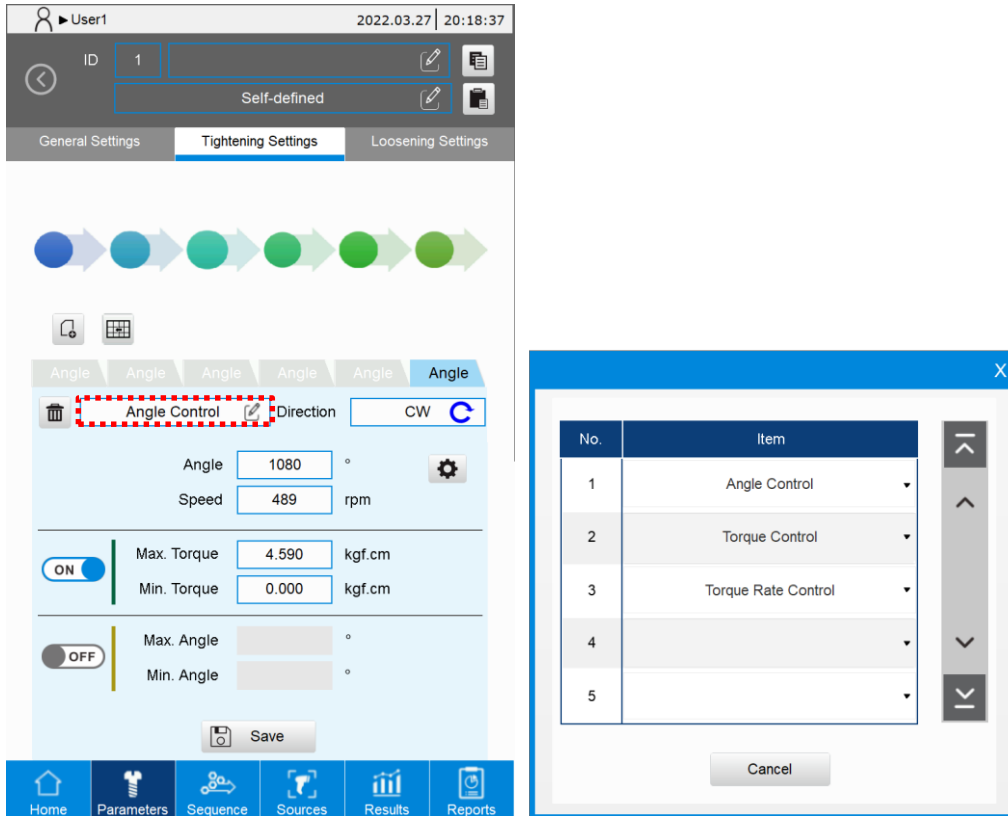 ►User1 2022.03.27 20:18:37
ID 1
Self-defined
General Settings Tightening Settings Loosening Settings
Angle Angle Angle Angle Angle Angle
Angle Control Direction CW
Angle 1080 °
Speed 489 rpm
ON
Max. Torque 4.590 kgf.cm
Min. Torque 0.000 kgf.cm
OFF
Max. Angle °
Min. Angle °
Save
Home Parameters Sequence Sources Results Reports
X
No. Item
1 Angle Control
2 Torque Control
3 Torque Rate Control
4
5
Cancel